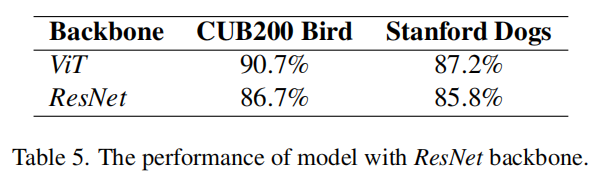 Backbone CUB200 Bird Stanford Dogs
ViT 90.7% 87.2%
ResNet 86.7% 85.8%
Table 5. The performance of model with ResNet backbone.